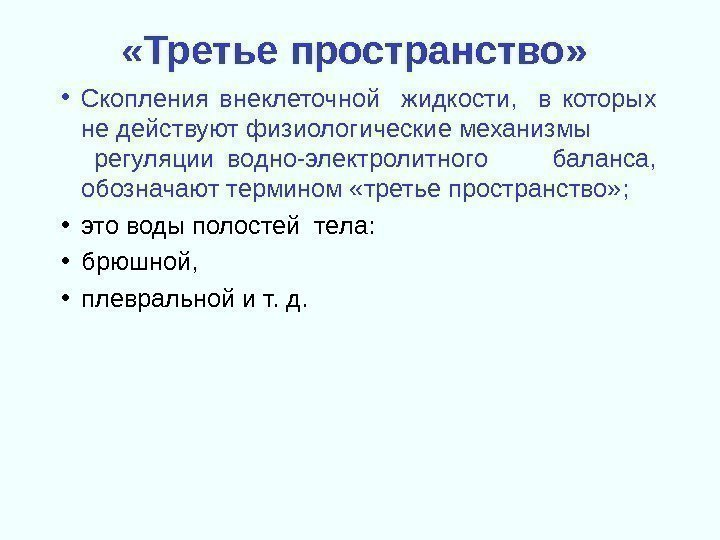 «Третье пространство»
• Скопления внеклеточной жидкости, в которых
не действуют физиологические механизмы
регуляции водно-электролитного баланса,
обозначают термином «третье пространство» ;
• это воды полостей тела:
• брюшной,
• плевральной и т. д.